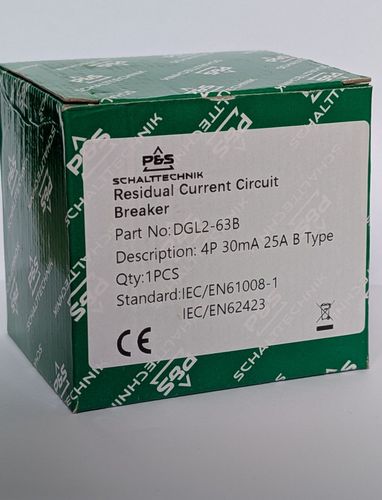 P&S
SCHALTTECHNIK
Residual Current Circuit
Breaker
Part No:DGL2-63B
Description: 4P 30mA 25A B Type
Qty:1PCS
Standard:IEC/EN61008-1
IEC/EN62423
CE